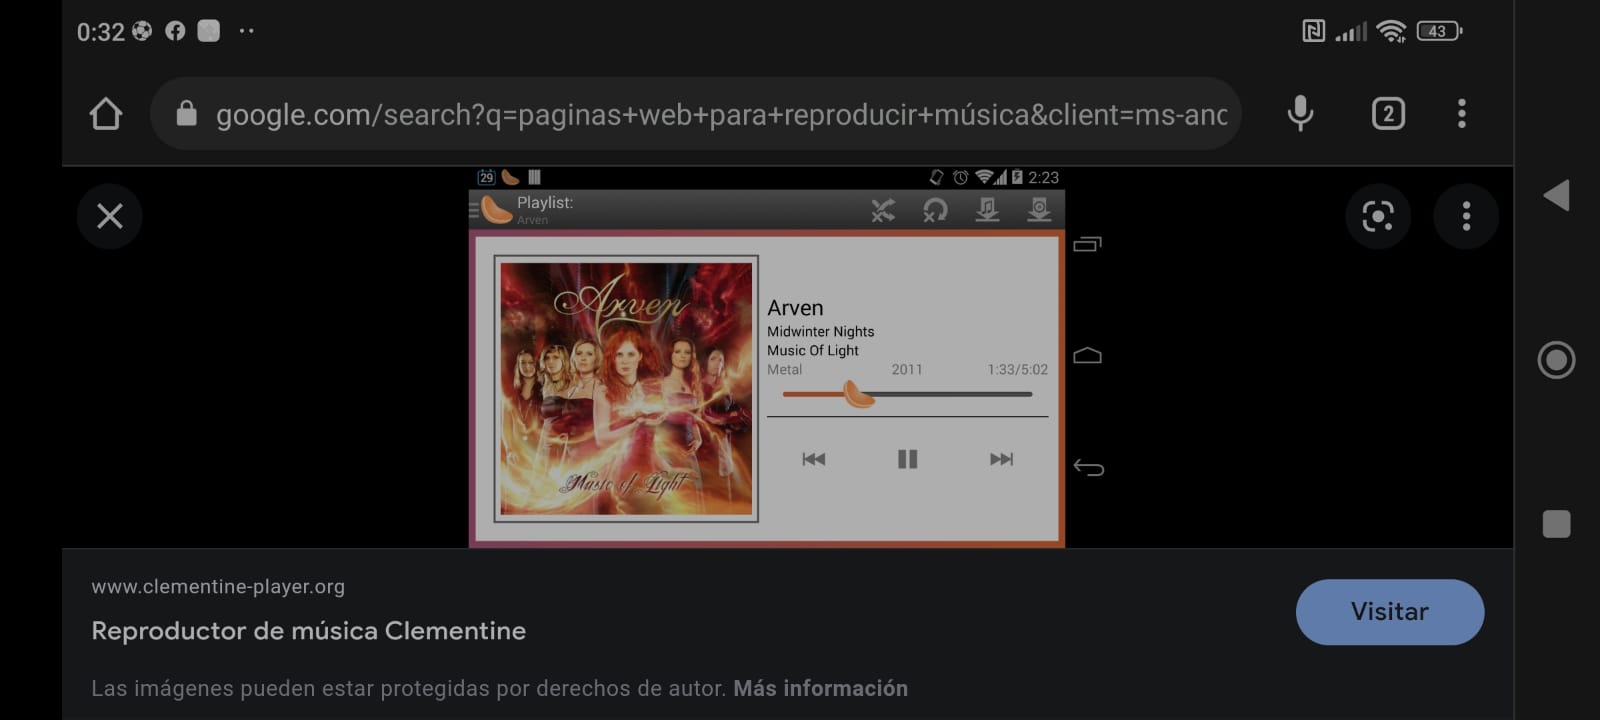 0:32
43
google.com/search?q=paginas+web+para+reproducir+música&client=ms-anc
2
29
2:23
Playlist:
Arven
Arven
Arven
Midwinter Nights
Music Of Light
Metal 2011 1:33/5:02
Music of Light
www.clementine-player.org
Reproductor de música Clementine
Visitar
Las imágenes pueden estar protegidas por derechos de autor. Más información